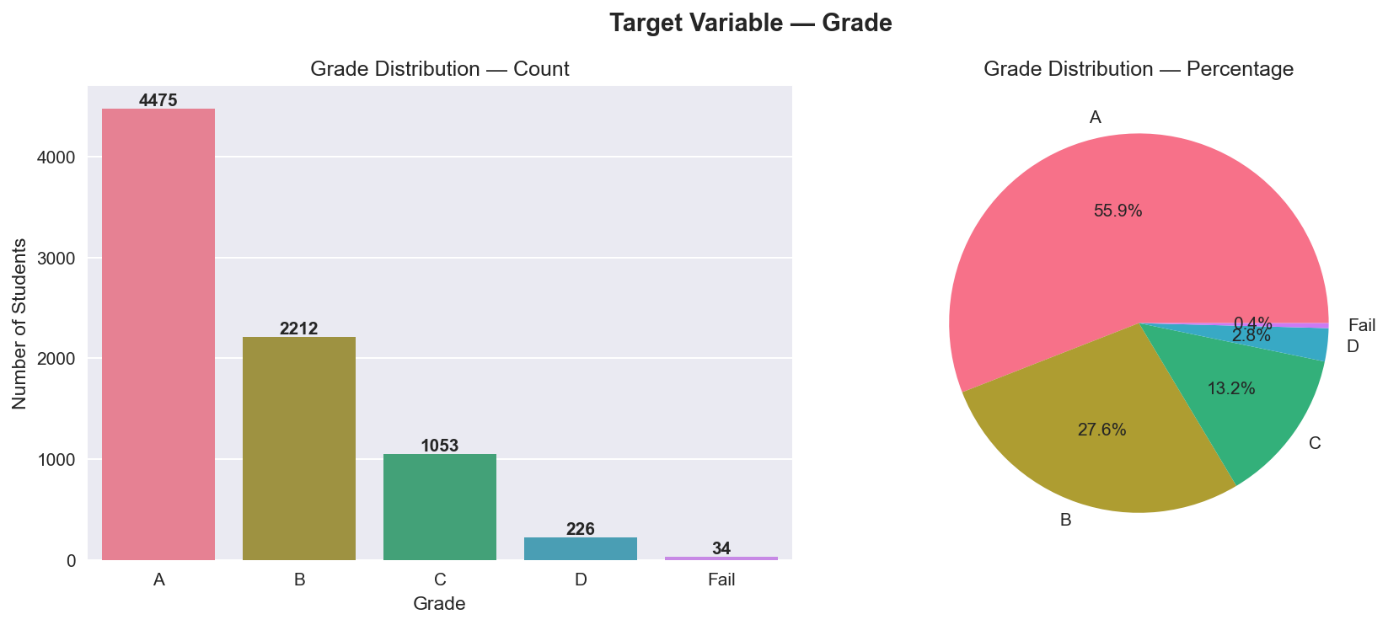 Target Variable — Grade
Grade Distribution — Count
4475
2212
1053
226
34
4000
3000
2000
1000
0
Number of Students
A B C D Fail
Grade
Grade Distribution — Percentage
A
55.9%
0.4%
Fail
2.8%
D
13.2%
27.6%
C
B